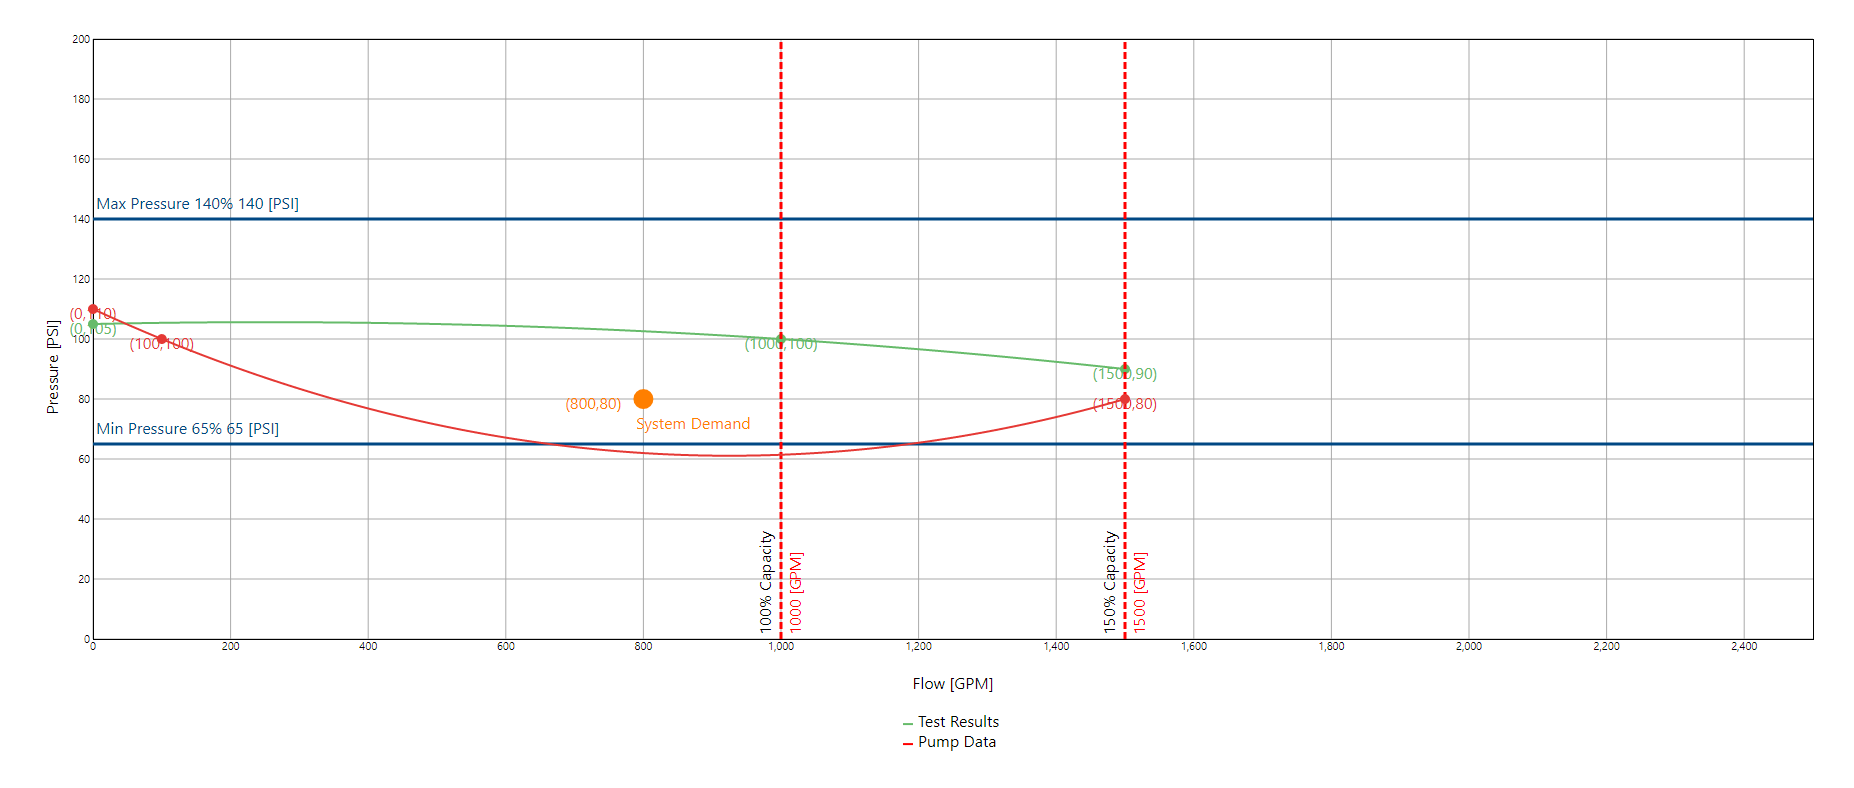 200
180
160
Max Pressure 140% 140 [PSI]
140
120
(0,110)
(0,105)
100
(100,100)
(1000,100)
(1500,90)
Pressure [PSI]
80
(800,80)
(1500,80)
System Demand
Min Pressure 65% 65 [PSI]
60
40
20
100% Capacity
1000 [GPM]
150% Capacity
1500 [GPM]
0
0 200 400 600 800 1,000 1,200 1,400 1,600 1,800 2,000 2,200 2,400
Flow [GPM]
Test Results
Pump Data